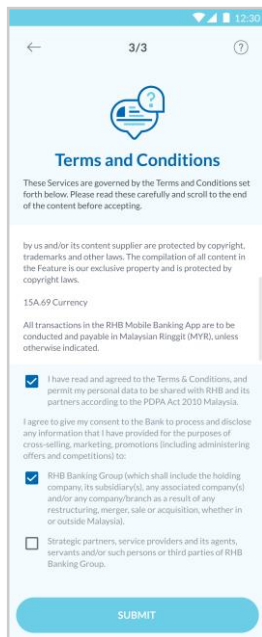 12:30
3/3
?
?
Terms and Conditions
These Services are governed by the Terms and Conditions set
forth below. Please read these carefully and scroll to the end
of the content before accepting.
by us and/or its content supplier are protected by copyright,
trademarks and other laws. The compilation of all content in
the Feature is our exclusive property and is protected by
copyright laws.
15A.69 Currency
All transactions in the RHB Mobile Banking App are to be
conducted and payable in Malaysian Ringgit (MYR), unless
otherwise indicated.
I have read and agreed to the Terms & Conditions, and
permit my personal data to be shared with RHB and its
partners according to the PDPA Act 2010 Malaysia.
I agree to give my consent to the Bank to process and disclose
any information that I have provided for the purposes of
cross-selling, marketing, promotions (including administering
offers and competitions) to:
RHB Banking Group (which shall include the holding
company, its subsidiary(s), any associated company(s)
and/or any company/branch as a result of any
restructuring, merger, sale or acquisition, whether in
or outside Malaysia).
Strategic partners, service providers and its agents,
servants and/or such persons or third parties of RHB
Banking Group.
SUBMIT